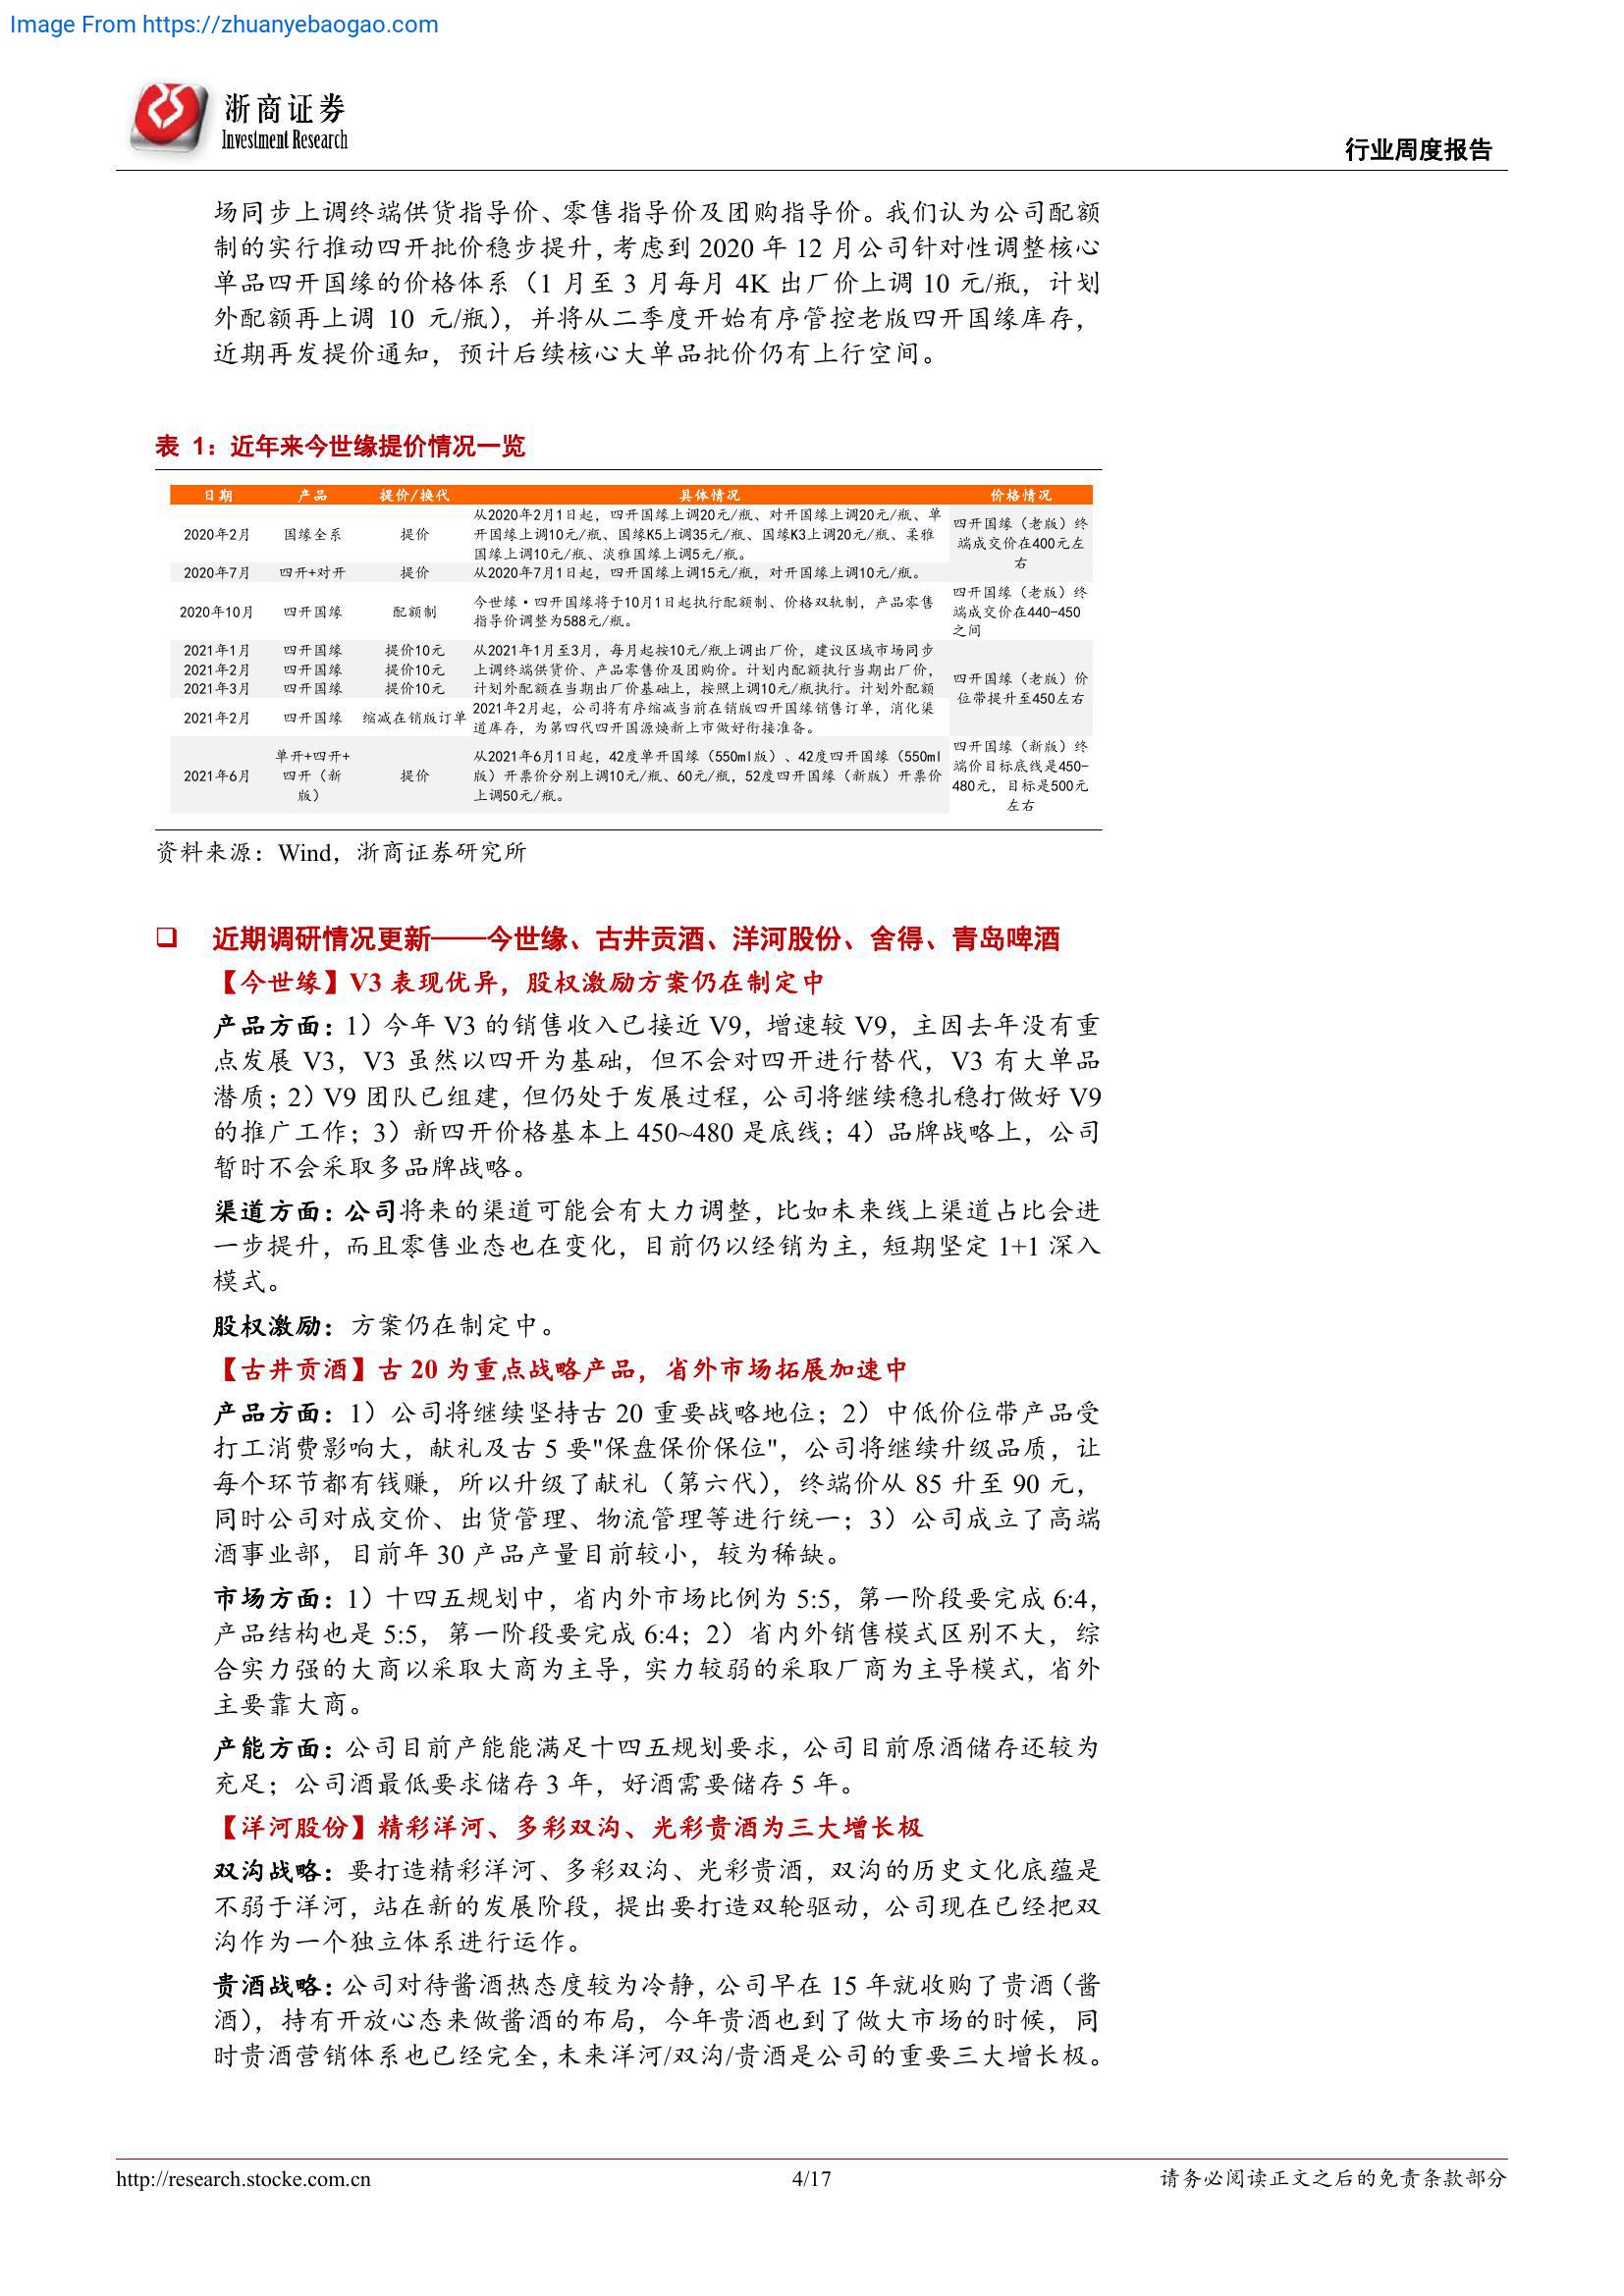 Image From https://zhuanyebaogao.com
浙商证券
Investment Research
行业周度报告
场同步上调终端供货指导价、零售指导价及团购指导价。我们认为公司配额
制的实行推动四开批价稳步提升，考虑到 2020 年 12 月公司针对性调整核心
单品四开国缘的价格体系（1 月至 3 月每月 4K 出厂价上调 10 元/瓶，计划
外配额再上调 10 元/瓶），并将从二季度开始有序管控老版四开国缘库存，
近期再发提价通知，预计后续核心大单品批价仍有上行空间。
表 1：近年来今世缘提价情况一览
日期 产品 提价/换代 具体情况 价格情况
从2020年2月1日起，四开国缘上调20元/瓶、对开国缘上调20元/瓶、单
2020年2月 国缘全系 提价 开国缘上调10元/瓶、国缘K5上调35元/瓶、国缘K3上调20元/瓶、柔雅
国缘上调10元/瓶、淡雅国缘上调5元/瓶。
四开国缘（老版）终
端成交价在400元左
右
2020年7月 四开+对开 提价 从2020年7月1日起，四开国缘上调15元/瓶，对开国缘上调10元/瓶。
2020年10月 四开国缘 配额制 今世缘·四开国缘将于10月1日起执行配额制、价格双轨制，产品零售
指导价调整为588元/瓶。
四开国缘（老版）终
端成交价在440-450
之间
2021年1月 四开国缘 提价10元 从2021年1月至3月，每月起按10元/瓶上调出厂价，建议区域市场同步
2021年2月 四开国缘 提价10元 上调终端供货价、产品零售价及团购价。计划内配额执行当期出厂价，
2021年3月 四开国缘 提价10元 计划外配额在当期出厂价基础上，按照上调10元/瓶执行。计划外配额
四开国缘（老版）价
位带提升至450左右
2021年2月 四开国缘 缩减在销版订单 2021年2月起，公司将有序缩减当前在销版四开国缘销售订单，消化渠
道库存，为第四代四开国源焕新上市做好衔接准备。
单开+四开+
四开（新
版）
2021年6月 提价 从2021年6月1日起，42度单开国缘（550ml版）、42度四开国缘（550ml
版）开票价分别上调10元/瓶、60元/瓶，52度四开国缘（新版）开票价
上调50元/瓶。
四开国缘（新版）终
端价目标底线是450-
480元，目标是500元
左右
资料来源：Wind，浙商证券研究所
❑ 近期调研情况更新——今世缘、古井贡酒、洋河股份、舍得、青岛啤酒
【今世缘】V3 表现优异，股权激励方案仍在制定中
产品方面：1）今年 V3 的销售收入已接近 V9，增速较 V9，主因去年没有重
点发展 V3，V3 虽然以四开为基础，但不会对四开进行替代，V3 有大单品
潜质；2）V9 团队已组建，但仍处于发展过程，公司将继续稳扎稳打做好 V9
的推广工作；3）新四开价格基本上 450~480 是底线；4）品牌战略上，公司
暂时不会采取多品牌战略。
渠道方面：公司将来的渠道可能会有大力调整，比如未来线上渠道占比会进
一步提升，而且零售业态也在变化，目前仍以经销为主，短期坚定 1+1 深入
模式。
股权激励：方案仍在制定中。
【古井贡酒】古 20 为重点战略产品，省外市场拓展加速中
产品方面：1）公司将继续坚持古 20 重要战略地位；2）中低价位带产品受
打工消费影响大，献礼及古 5 要"保盘保价保位"，公司将继续升级品质，让
每个环节都有钱赚，所以升级了献礼（第六代），终端价从 85 升至 90 元，
同时公司对成交价、出货管理、物流管理等进行统一；3）公司成立了高端
酒事业部，目前年 30 产品产量目前较小，较为稀缺。
市场方面：1）十四五规划中，省内外市场比例为 5:5，第一阶段要完成 6:4，
产品结构也是 5:5，第一阶段要完成 6:4；2）省内外销售模式区别不大，综
合实力强的大商以采取大商为主导，实力较弱的采取厂商为主导模式，省外
主要靠大商。
产能方面：公司目前产能能满足十四五规划要求，公司目前原酒储存还较为
充足；公司酒最低要求储存 3 年，好酒需要储存 5 年。
【洋河股份】精彩洋河、多彩双沟、光彩贵酒为三大增长极
双沟战略：要打造精彩洋河、多彩双沟、光彩贵酒，双沟的历史文化底蕴是
不弱于洋河，站在新的发展阶段，提出要打造双轮驱动，公司现在已经把双
沟作为一个独立体系进行运作。
贵酒战略：公司对待酱酒热态度较为冷静，公司早在 15 年就收购了贵酒（酱
酒），持有开放心态来做酱酒的布局，今年贵酒也到了做大市场的时候，同
时贵酒营销体系也已经完全，未来洋河/双沟/贵酒是公司的重要三大增长极。
http://research.stocke.com.cn 4/17 请务必阅读正文之后的免责条款部分